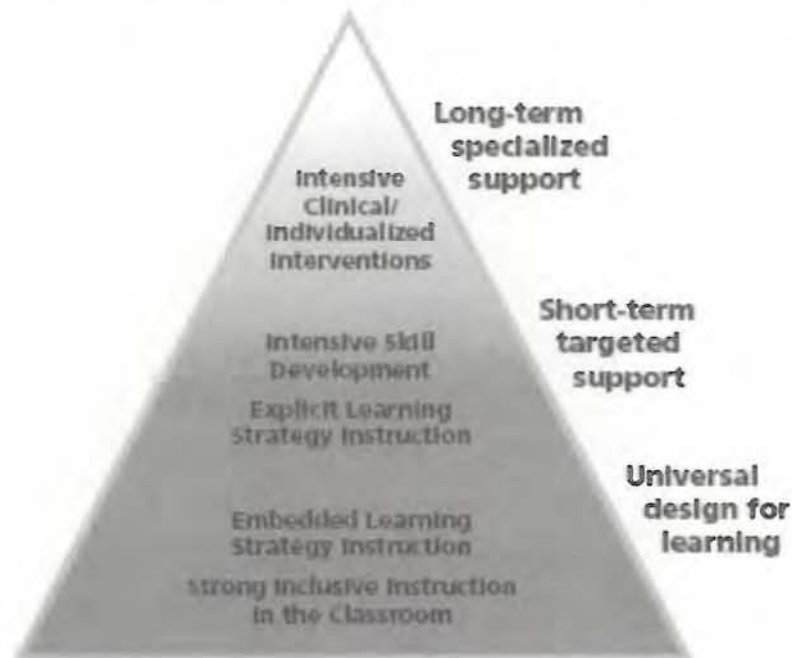 Long-term
specialized
support
Intensive
Clinical/
Individualized
Interventions
Short-term
targeted
support
Intensive Skill
Development
Explicit Learning
Strategy Instruction
Universal
design for
learning
Embedded Learning
Strategy Instruction
Strong Inclusive Instruction
in the Classroom